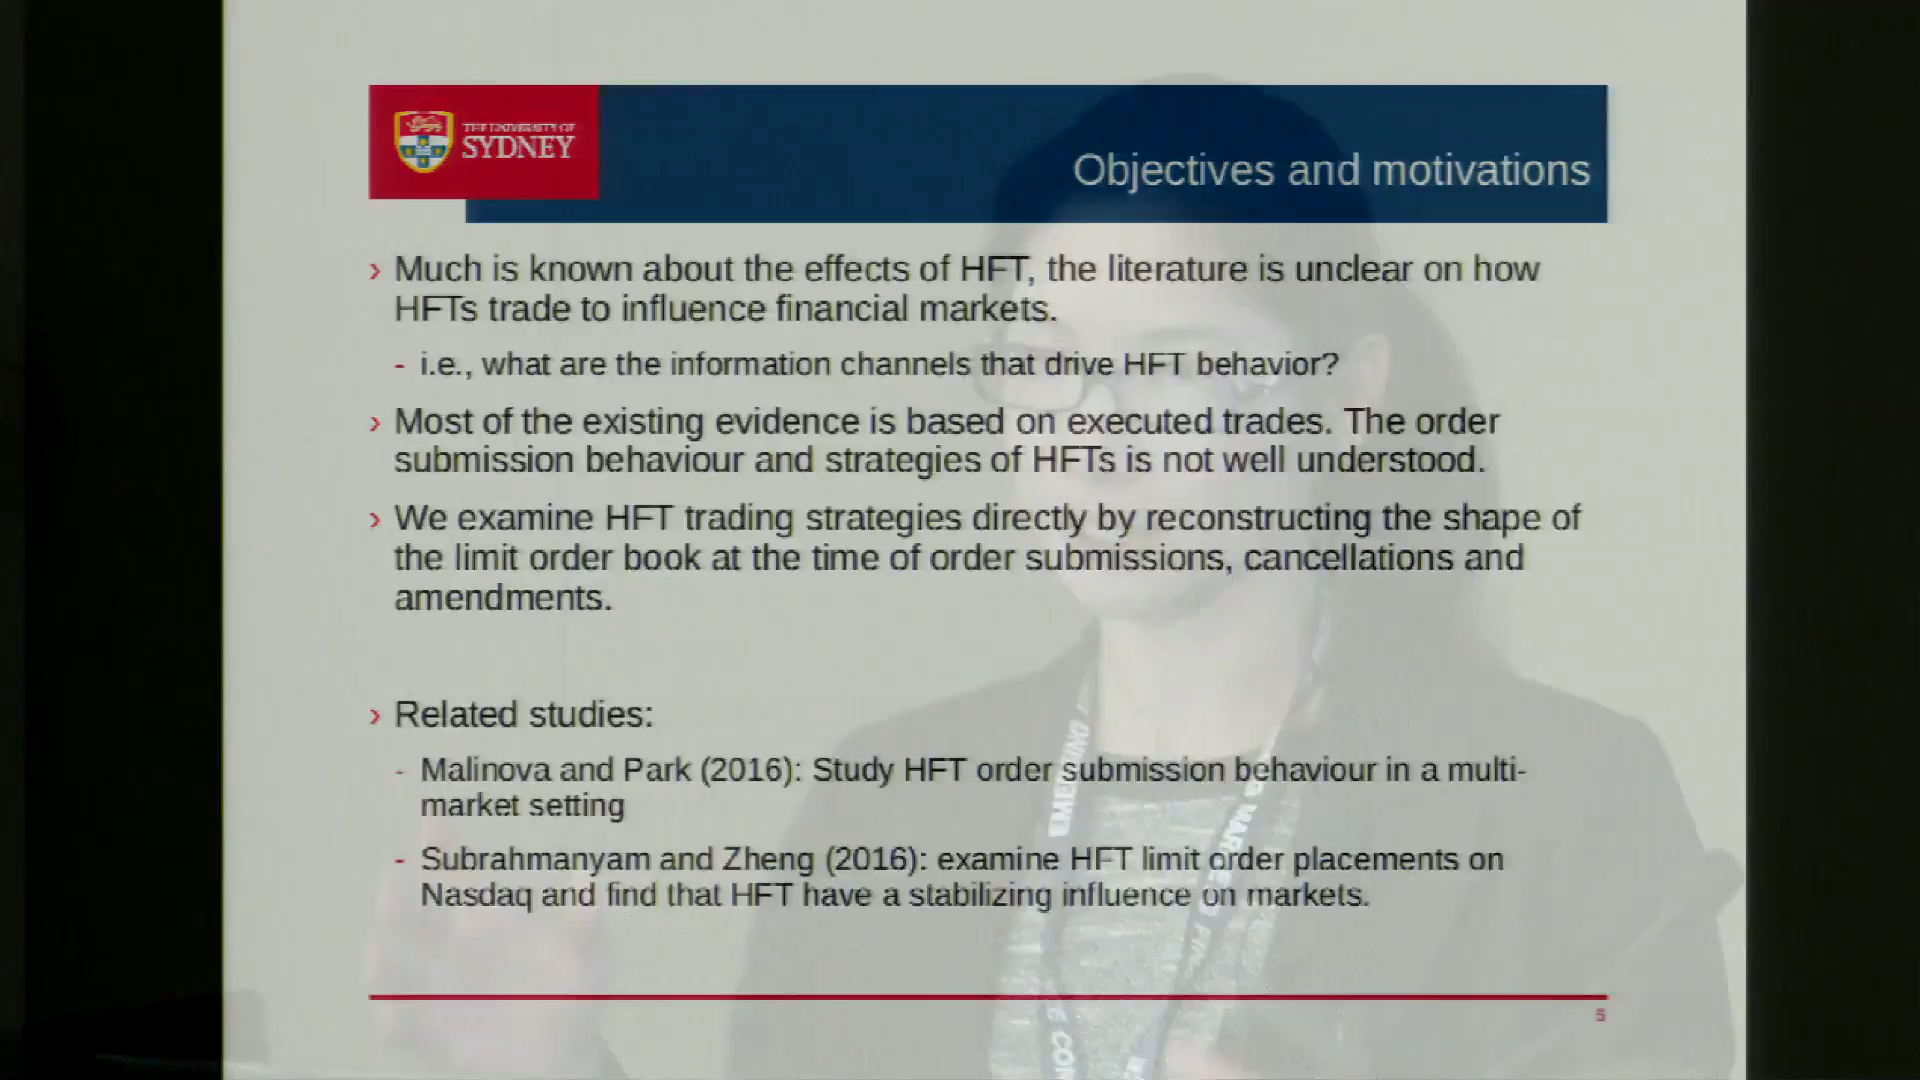 THE UNIVERSITY OF
SYDNEY
Objectives and motivations
› Much is known about the effects of HFT, the literature is unclear on how
HFTs trade to influence financial markets.
- i.e., what are the information channels that drive HFT behavior?
› Most of the existing evidence is based on executed trades. The order
submission behaviour and strategies of HFTs is not well understood.
› We examine HFT trading strategies directly by reconstructing the shape of
the limit order book at the time of order submissions, cancellations and
amendments.
› Related studies:
- Malinova and Park (2016): Study HFT order submission behaviour in a multi-
market setting
- Subrahmanyam and Zheng (2016): examine HFT limit order placements on
Nasdaq and find that HFT have a stabilizing influence on markets.
5